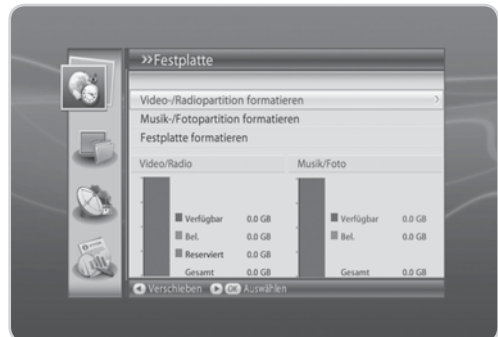 >>Festplatte
Video-/Radiopartition formatieren
Musik-/Fotopartition formatieren
Festplatte formatieren
Video/Radio
Musik/Foto
Verfügbar 0.0 GB
Bel. 0.0 GB
Reserviert 0.0 GB
Gesamt 0.0 GB
Verfügbar 0.0 GB
Bel. 0.0 GB
Gesamt 0.0 GB
Verschieben OK Auswählen